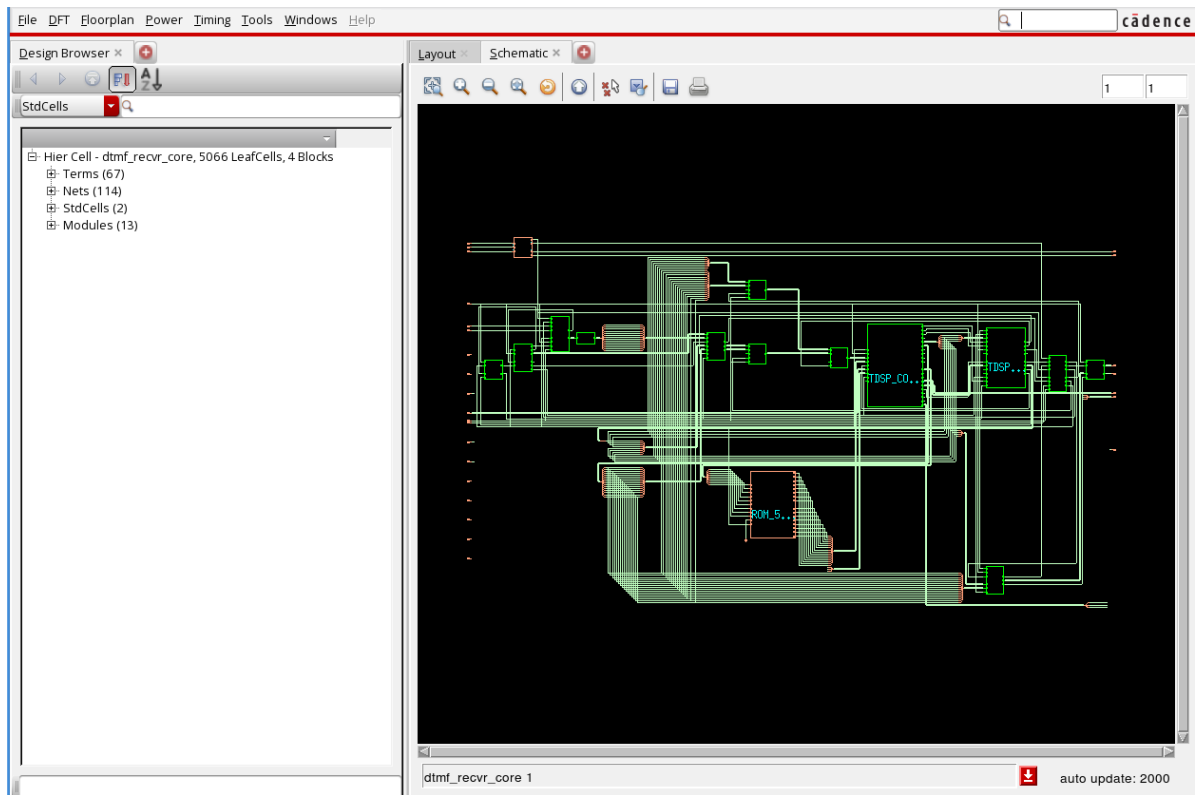 File DFT Floorplan Power Timing Tools Windows Help
cādence
Design Browser
Layout Schematic
A
Z
1 1
StdCells
Hier Cell - dtmf_recvr_core, 5066 LeafCells, 4 Blocks
Terms (67)
Nets (114)
StdCells (2)
Modules (13)
TDSP...
TDSP_CO..
ROM_5...
dtmf_recvr_core 1
auto update: 2000